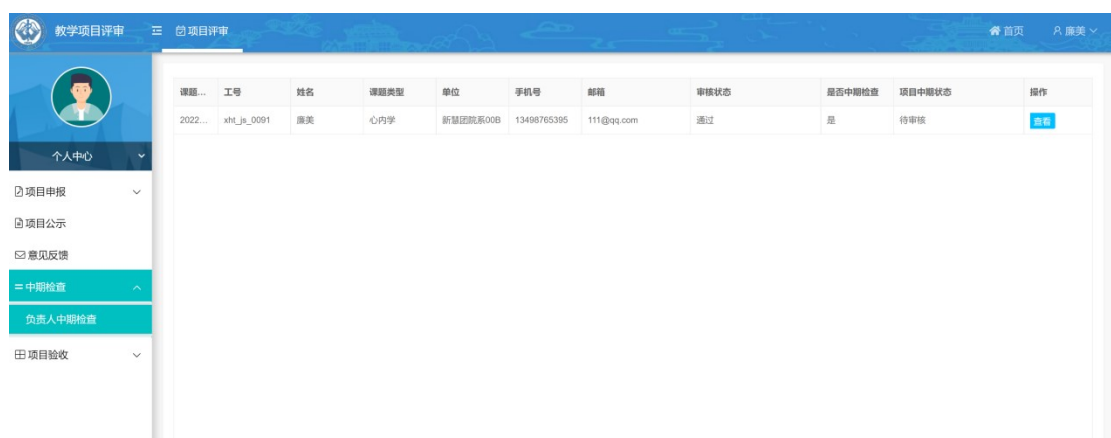 教学项目评审 项目评审 首页 廉美
课题... 工号 姓名 课题类型 单位 手机号 邮箱 审核状态 是否中期检查 项目中期状态 操作
2022... xht_js_0091 廉美 心内学 新慧团院系00B 13498765395 111@qq.com 通过 是 待审核 查看
个人中心
项目申报
项目公示
意见反馈
中期检查
负责人中期检查
项目验收